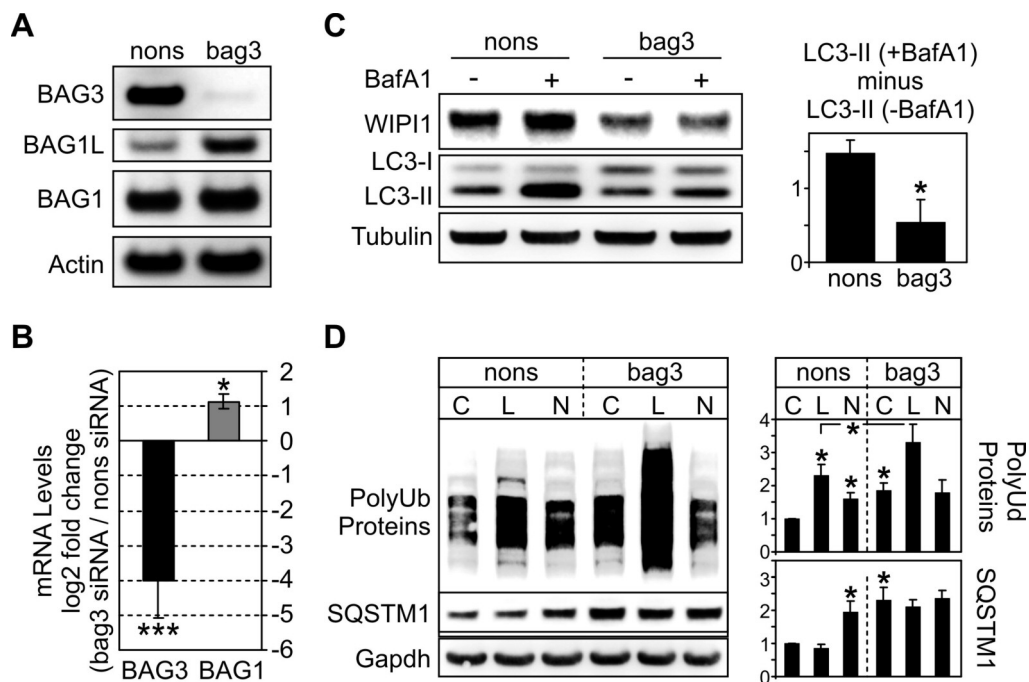 A
nons bag3
BAG3
BAG1L
BAG1
Actin
B
mRNA Levels
log2 fold change
(bag3 siRNA / nons siRNA)
2
1
0
-1
-2
-3
-4
-5
-6
*
***
BAG3 BAG1
C
nons bag3
BafA1 - + - +
WIPI1
LC3-I
LC3-II
Tubulin
LC3-II (+BafA1)
minus
LC3-II (-BafA1)
1
0
*
nons bag3
D
nons bag3
C L N C L N
PolyUb
Proteins
SQSTM1
Gapdh
nons bag3
C L N C L N
4
3
2
1
0
* * * *
*
PolyUd
Proteins
3
2
1
0
* *
SQSTM1